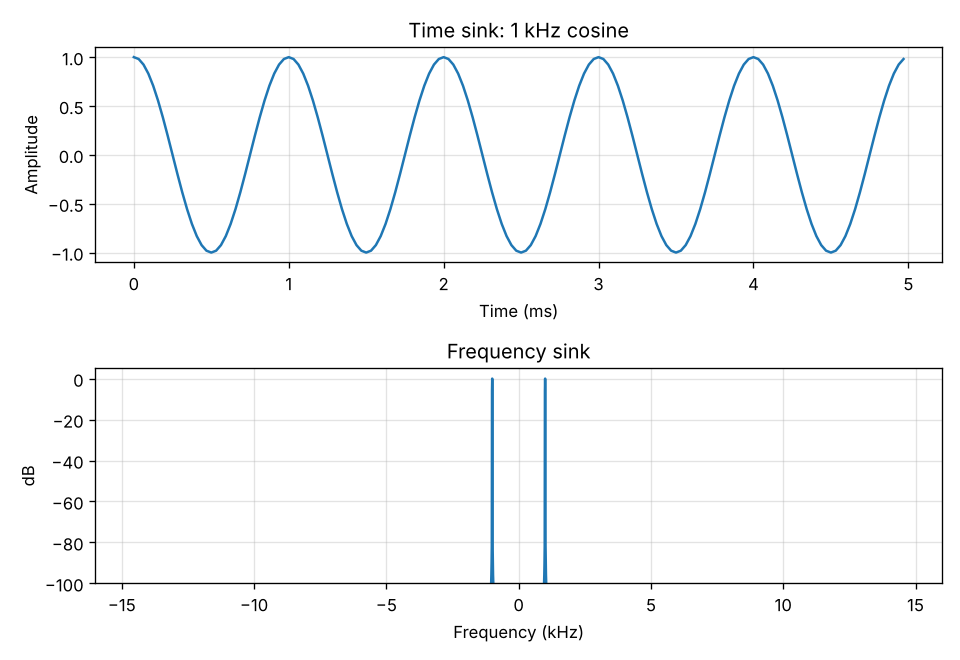 Time sink: 1 kHz cosine
1.0
0.5
0.0
−0.5
−1.0
Amplitude
0 1 2 3 4 5
Time (ms)
Frequency sink
0
−20
−40
−60
−80
−100
dB
−15 −10 −5 0 5 10 15
Frequency (kHz)